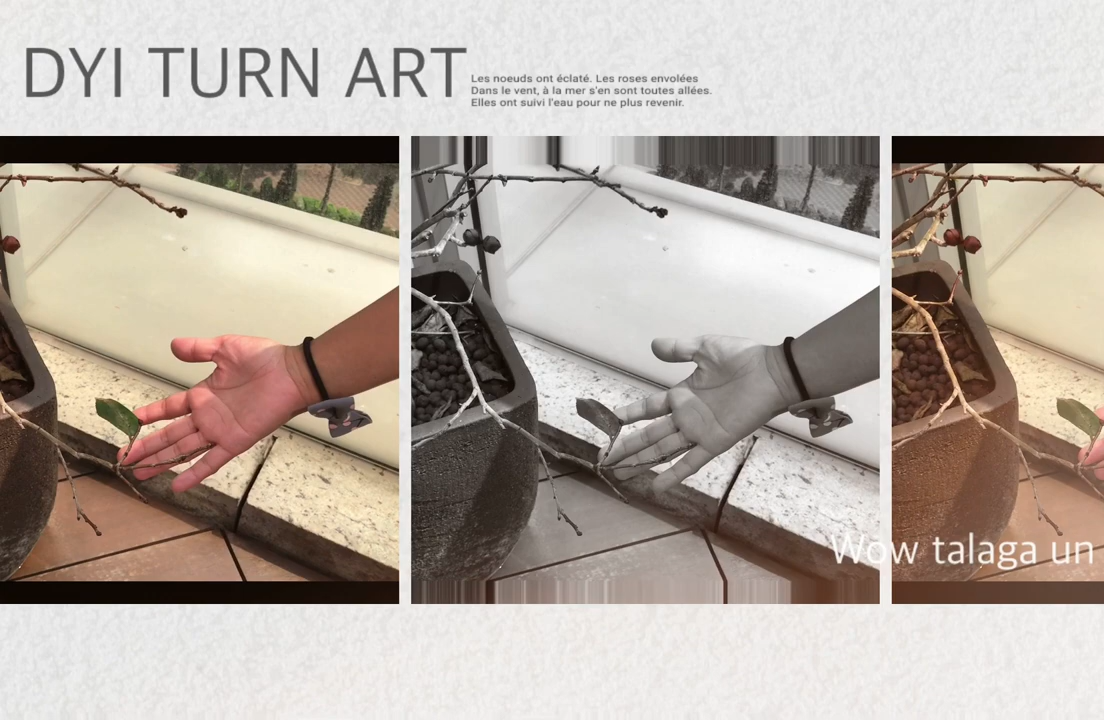 DYI TURN ART
Les noeuds ont éclaté. Les roses envolées
Dans le vent, à la mer s'en sont toutes allées.
Elles ont suivi l'eau pour ne plus revenir.
Wow talaga un